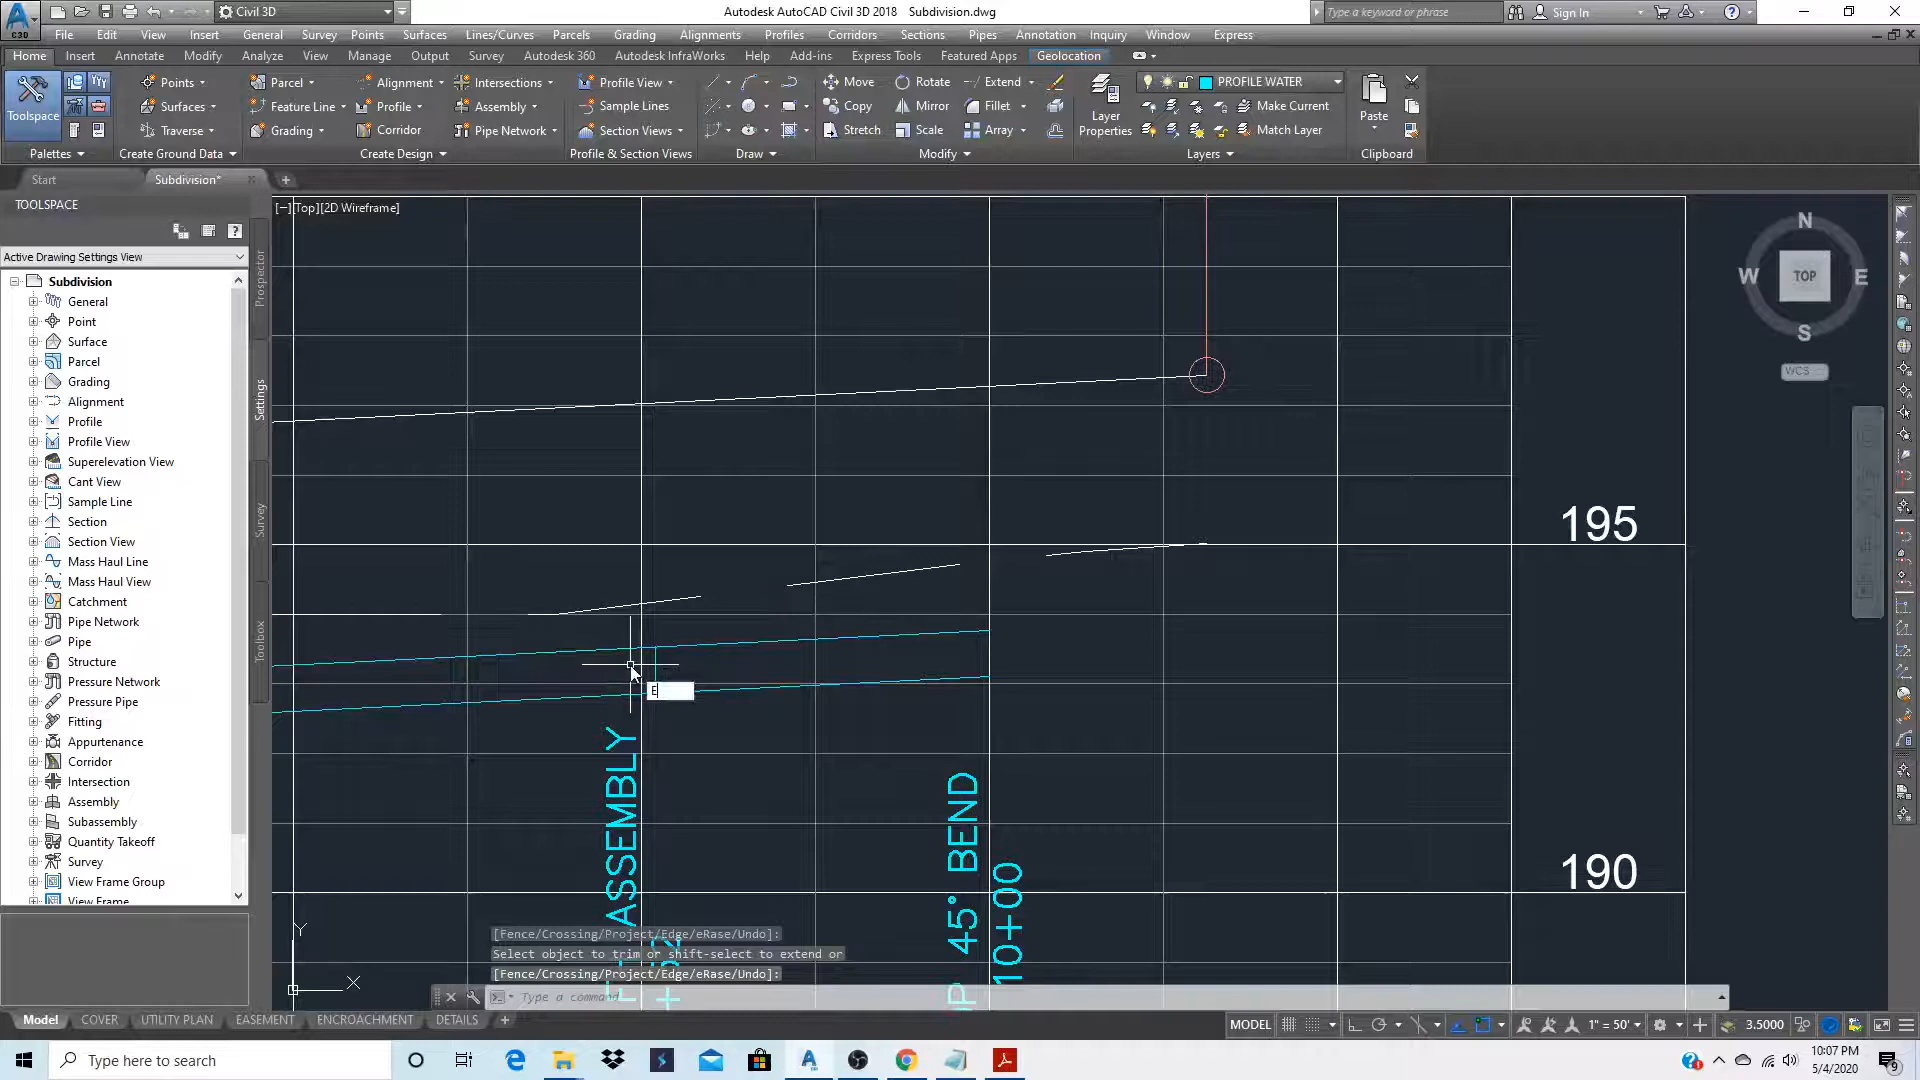 Civil 3D
Autodesk AutoCAD Civil 3D 2018 Subdivision.dwg
Type a keyword or phrase
Sign In
C3D
File Edit View Insert General Survey Points Surfaces Lines/Curves Parcels Grading Alignments Profiles Corridors Sections Pipes Annotation Inquiry Window Express
Home Insert Annotate Modify Analyze View Manage Output Survey Autodesk 360 Autodesk InfraWorks Help Add-ins Express Tools Featured Apps Geolocation
Toolspace
Points
Surfaces
Traverse
Parcel
Feature Line
Grading
Alignment
Profile
Corridor
Intersections
Assembly
Pipe Network
Profile View
Sample Lines
Section Views
Move
Copy
Stretch
Rotate
Mirror
Scale
Extend
Fillet
Array
Layer
Properties
PROFILE WATER
Make Current
Match Layer
Paste
Palettes
Create Ground Data
Create Design
Profile & Section Views
Draw
Modify
Layers
Clipboard
Start
Subdivision*
TOOLSPACE
Active Drawing Settings View
Subdivision
General
Point
Surface
Parcel
Grading
Alignment
Profile
Profile View
Superelevation View
Cant View
Sample Line
Section
Section View
Mass Haul Line
Mass Haul View
Catchment
Pipe Network
Pipe
Structure
Pressure Network
Pressure Pipe
Fitting
Appurtenance
Corridor
Intersection
Assembly
Subassembly
Quantity Takeoff
Survey
View Frame Group
View Frame
Prospector
Settings
Survey
Toolbox
[−][Top][2D Wireframe]
N
W
TOP
E
S
WCS
195
190
E
ASSEMBLY
45° BEND
10+00
Y
X
[Fence/Crossing/Project/Edge/eRase/Undo]:
Select object to trim or shift-select to extend or
[Fence/Crossing/Project/Edge/eRase/Undo]:
Type a command
Model COVER UTILITY PLAN EASEMENT ENCROACHMENT DETAILS
MODEL
1" = 50'
3.5000
Type here to search
10:07 PM
5/4/2020